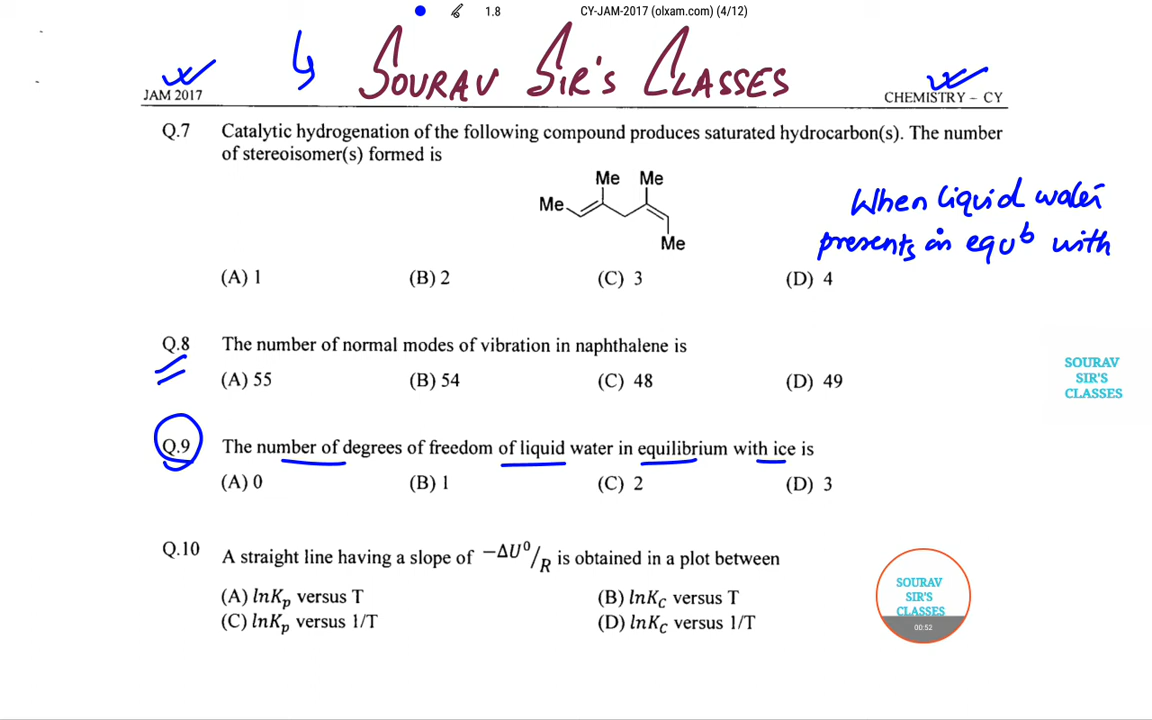 1.8 CY-JAM-2017 (olxam.com) (4/12)
SOURAV SIR'S CLASSES
JAM 2017 CHEMISTRY – CY
Q.7 Catalytic hydrogenation of the following compound produces saturated hydrocarbon(s). The number
of stereoisomer(s) formed is
Me Me
Me
Me
When liquid water
presents in equb with
(A) 1 (B) 2 (C) 3 (D) 4
Q.8 The number of normal modes of vibration in naphthalene is
(A) 55 (B) 54 (C) 48 (D) 49
SOURAV
SIR'S
CLASSES
Q.9 The number of degrees of freedom of liquid water in equilibrium with ice is
(A) 0 (B) 1 (C) 2 (D) 3
Q.10 A straight line having a slope of −ΔU⁰/R is obtained in a plot between
(A) lnKp versus T (B) lnKC versus T
(C) lnKp versus 1/T (D) lnKC versus 1/T
SOURAV
SIR'S
CLASSES
00:52